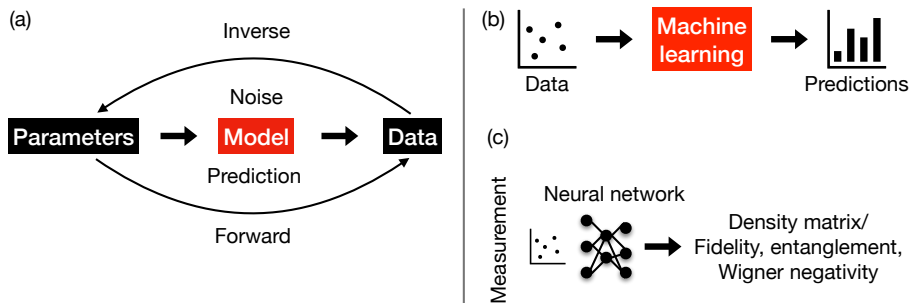 (a)
Inverse
Noise
Parameters
Model
Data
Prediction
Forward
(b)
Data
Machine
learning
Predictions
(c)
Measurement
Neural network
Density matrix/
Fidelity, entanglement,
Wigner negativity